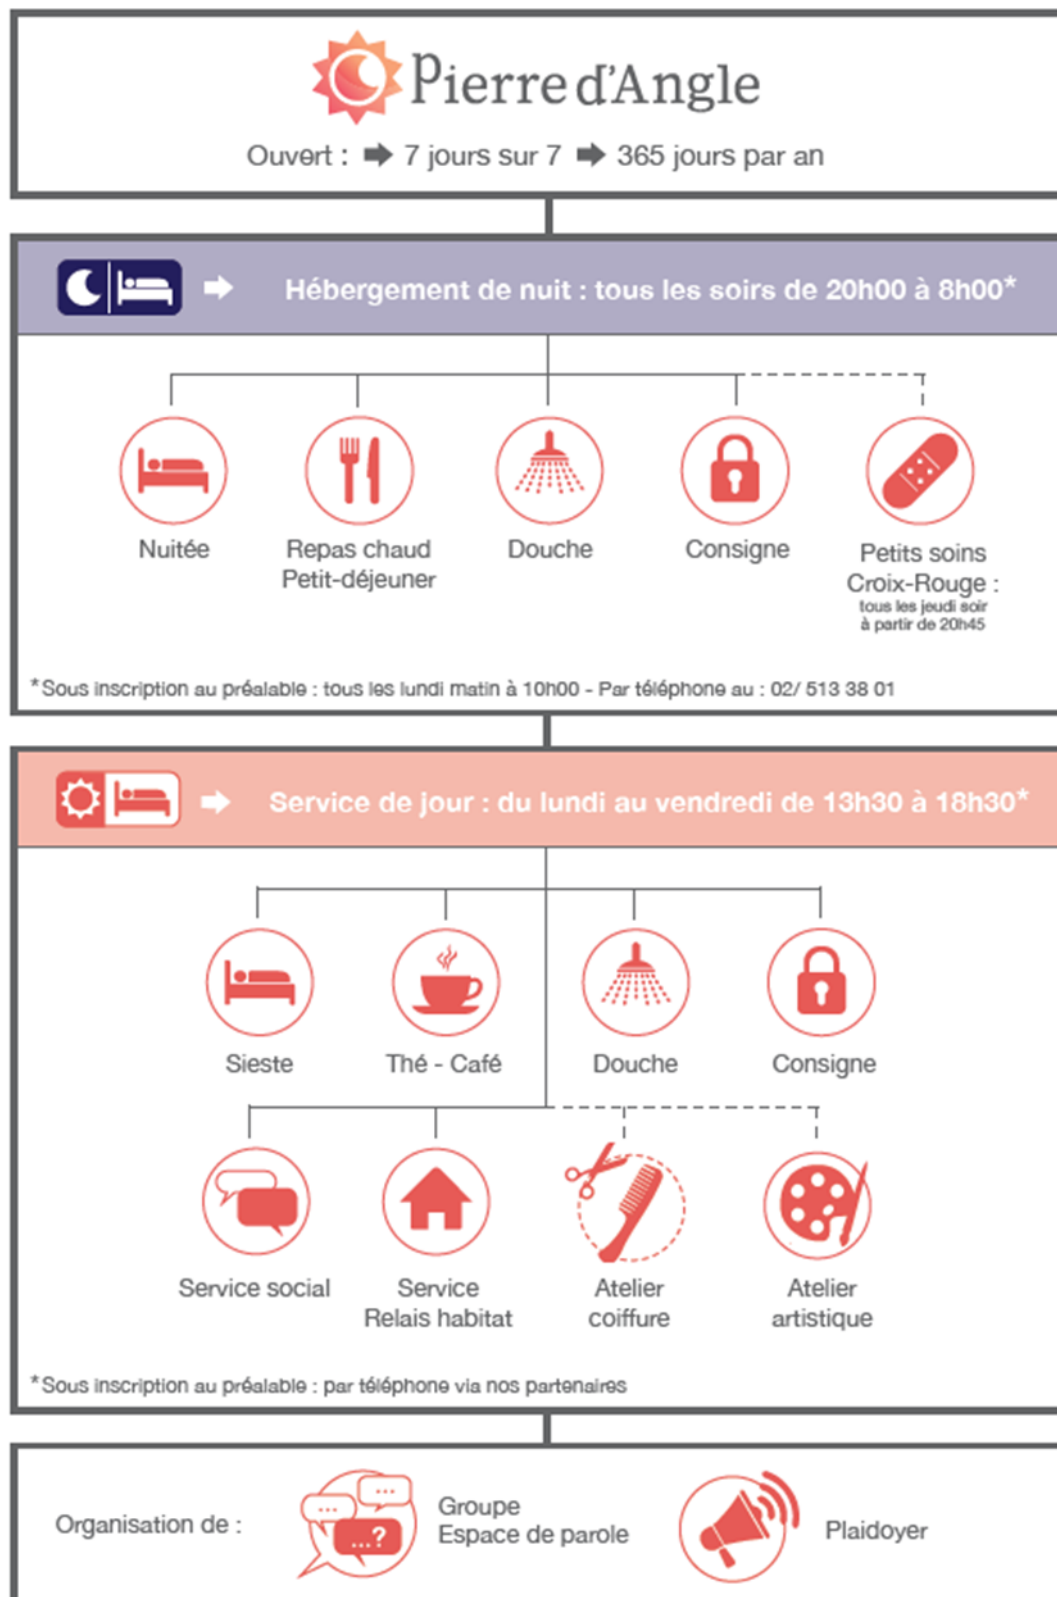 Pierre d'Angle
Ouvert : ➡ 7 jours sur 7 ➡ 365 jours par an
Hébergement de nuit : tous les soirs de 20h00 à 8h00*
Nuitée
Repas chaud
Petit-déjeuner
Douche
Consigne
Petits soins
Croix-Rouge :
tous les jeudi soir
à partir de 20h45
*Sous inscription au préalable : tous les lundi matin à 10h00 - Par téléphone au : 02/ 513 38 01
Service de jour : du lundi au vendredi de 13h30 à 18h30*
Sieste
Thé - Café
Douche
Consigne
Service social
Service
Relais habitat
Atelier
coiffure
Atelier
artistique
*Sous inscription au préalable : par téléphone via nos partenaires
Organisation de :
...
...
...?
Groupe
Espace de parole
Plaidoyer